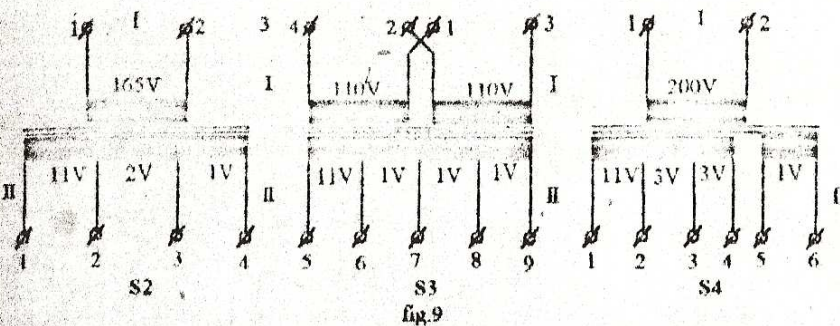 1 I 2 3 4 2 1 3 1 I 2
165V I 110V 110V I 200V
II 11V 2V 1V II 11V 1V 1V 1V II 11V 3V 3V 1V
1 2 3 4 5 6 7 8 9 1 2 3 4 5 6
S2 S3 S4
fig.9